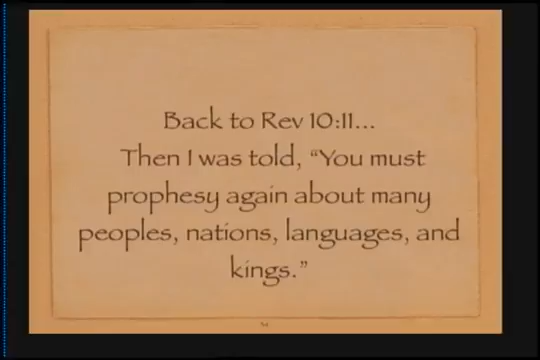 Back to Rev 10:11...
Then I was told, “You must
prophesy again about many
peoples, nations, languages, and
kings.”